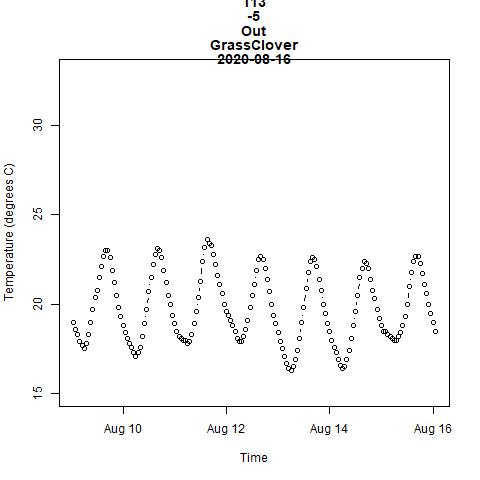 113
-5
Out
GrassClover
2020-08-16
Temperature (degrees C)
30
25
20
15
Aug 10
Aug 12
Aug 14
Aug 16
Time